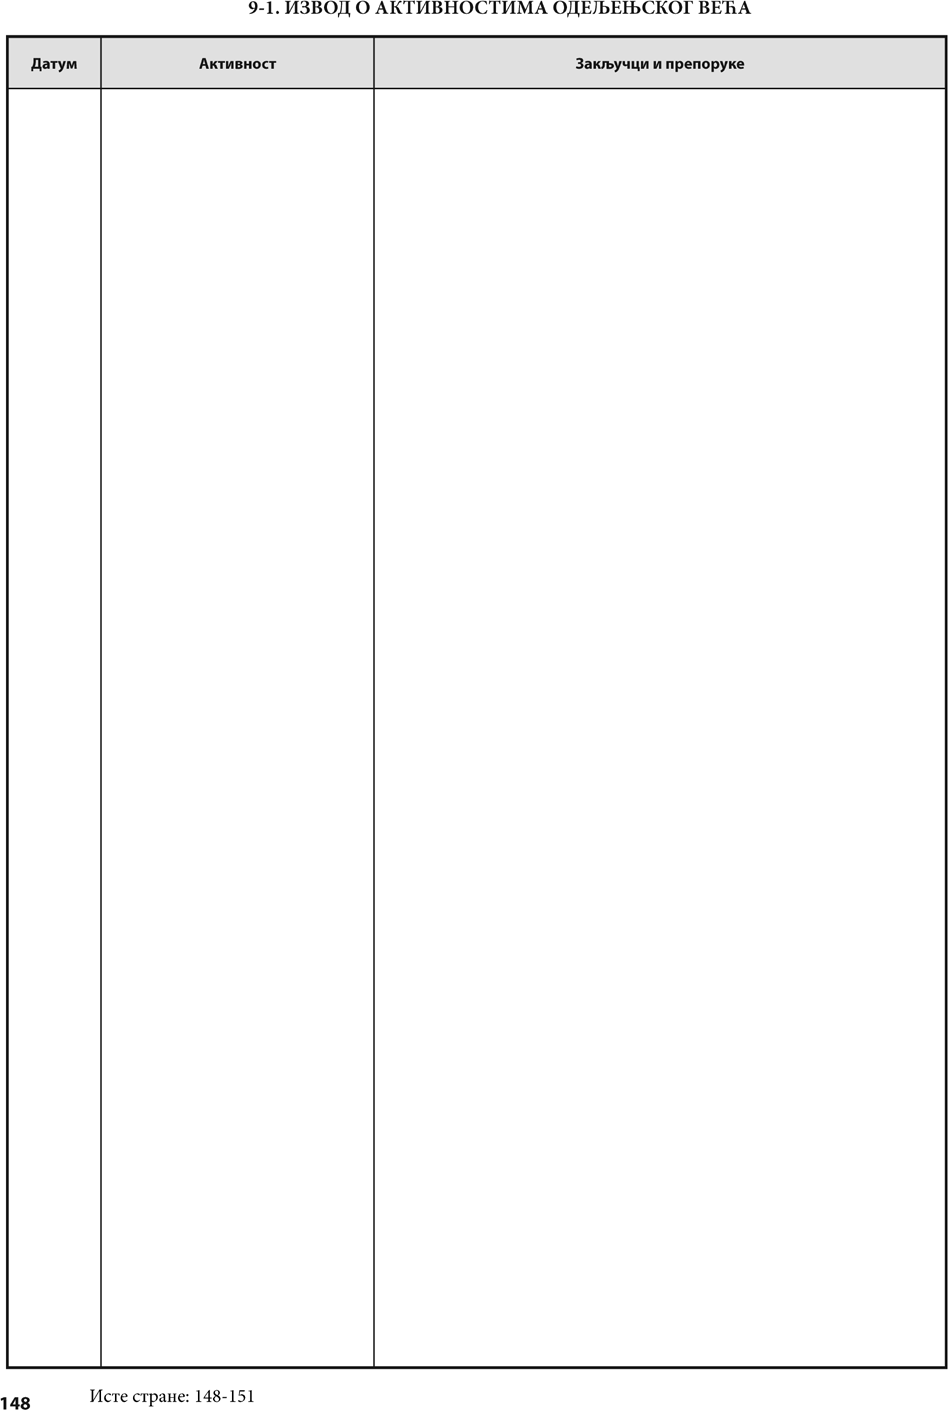 9-1. ИЗВОД О АКТИВНОСТИМА ОДЕЉЕЊСКОГ ВЕЋА
Датум Активност Закључци и препоруке
148 Исте стране: 148-151